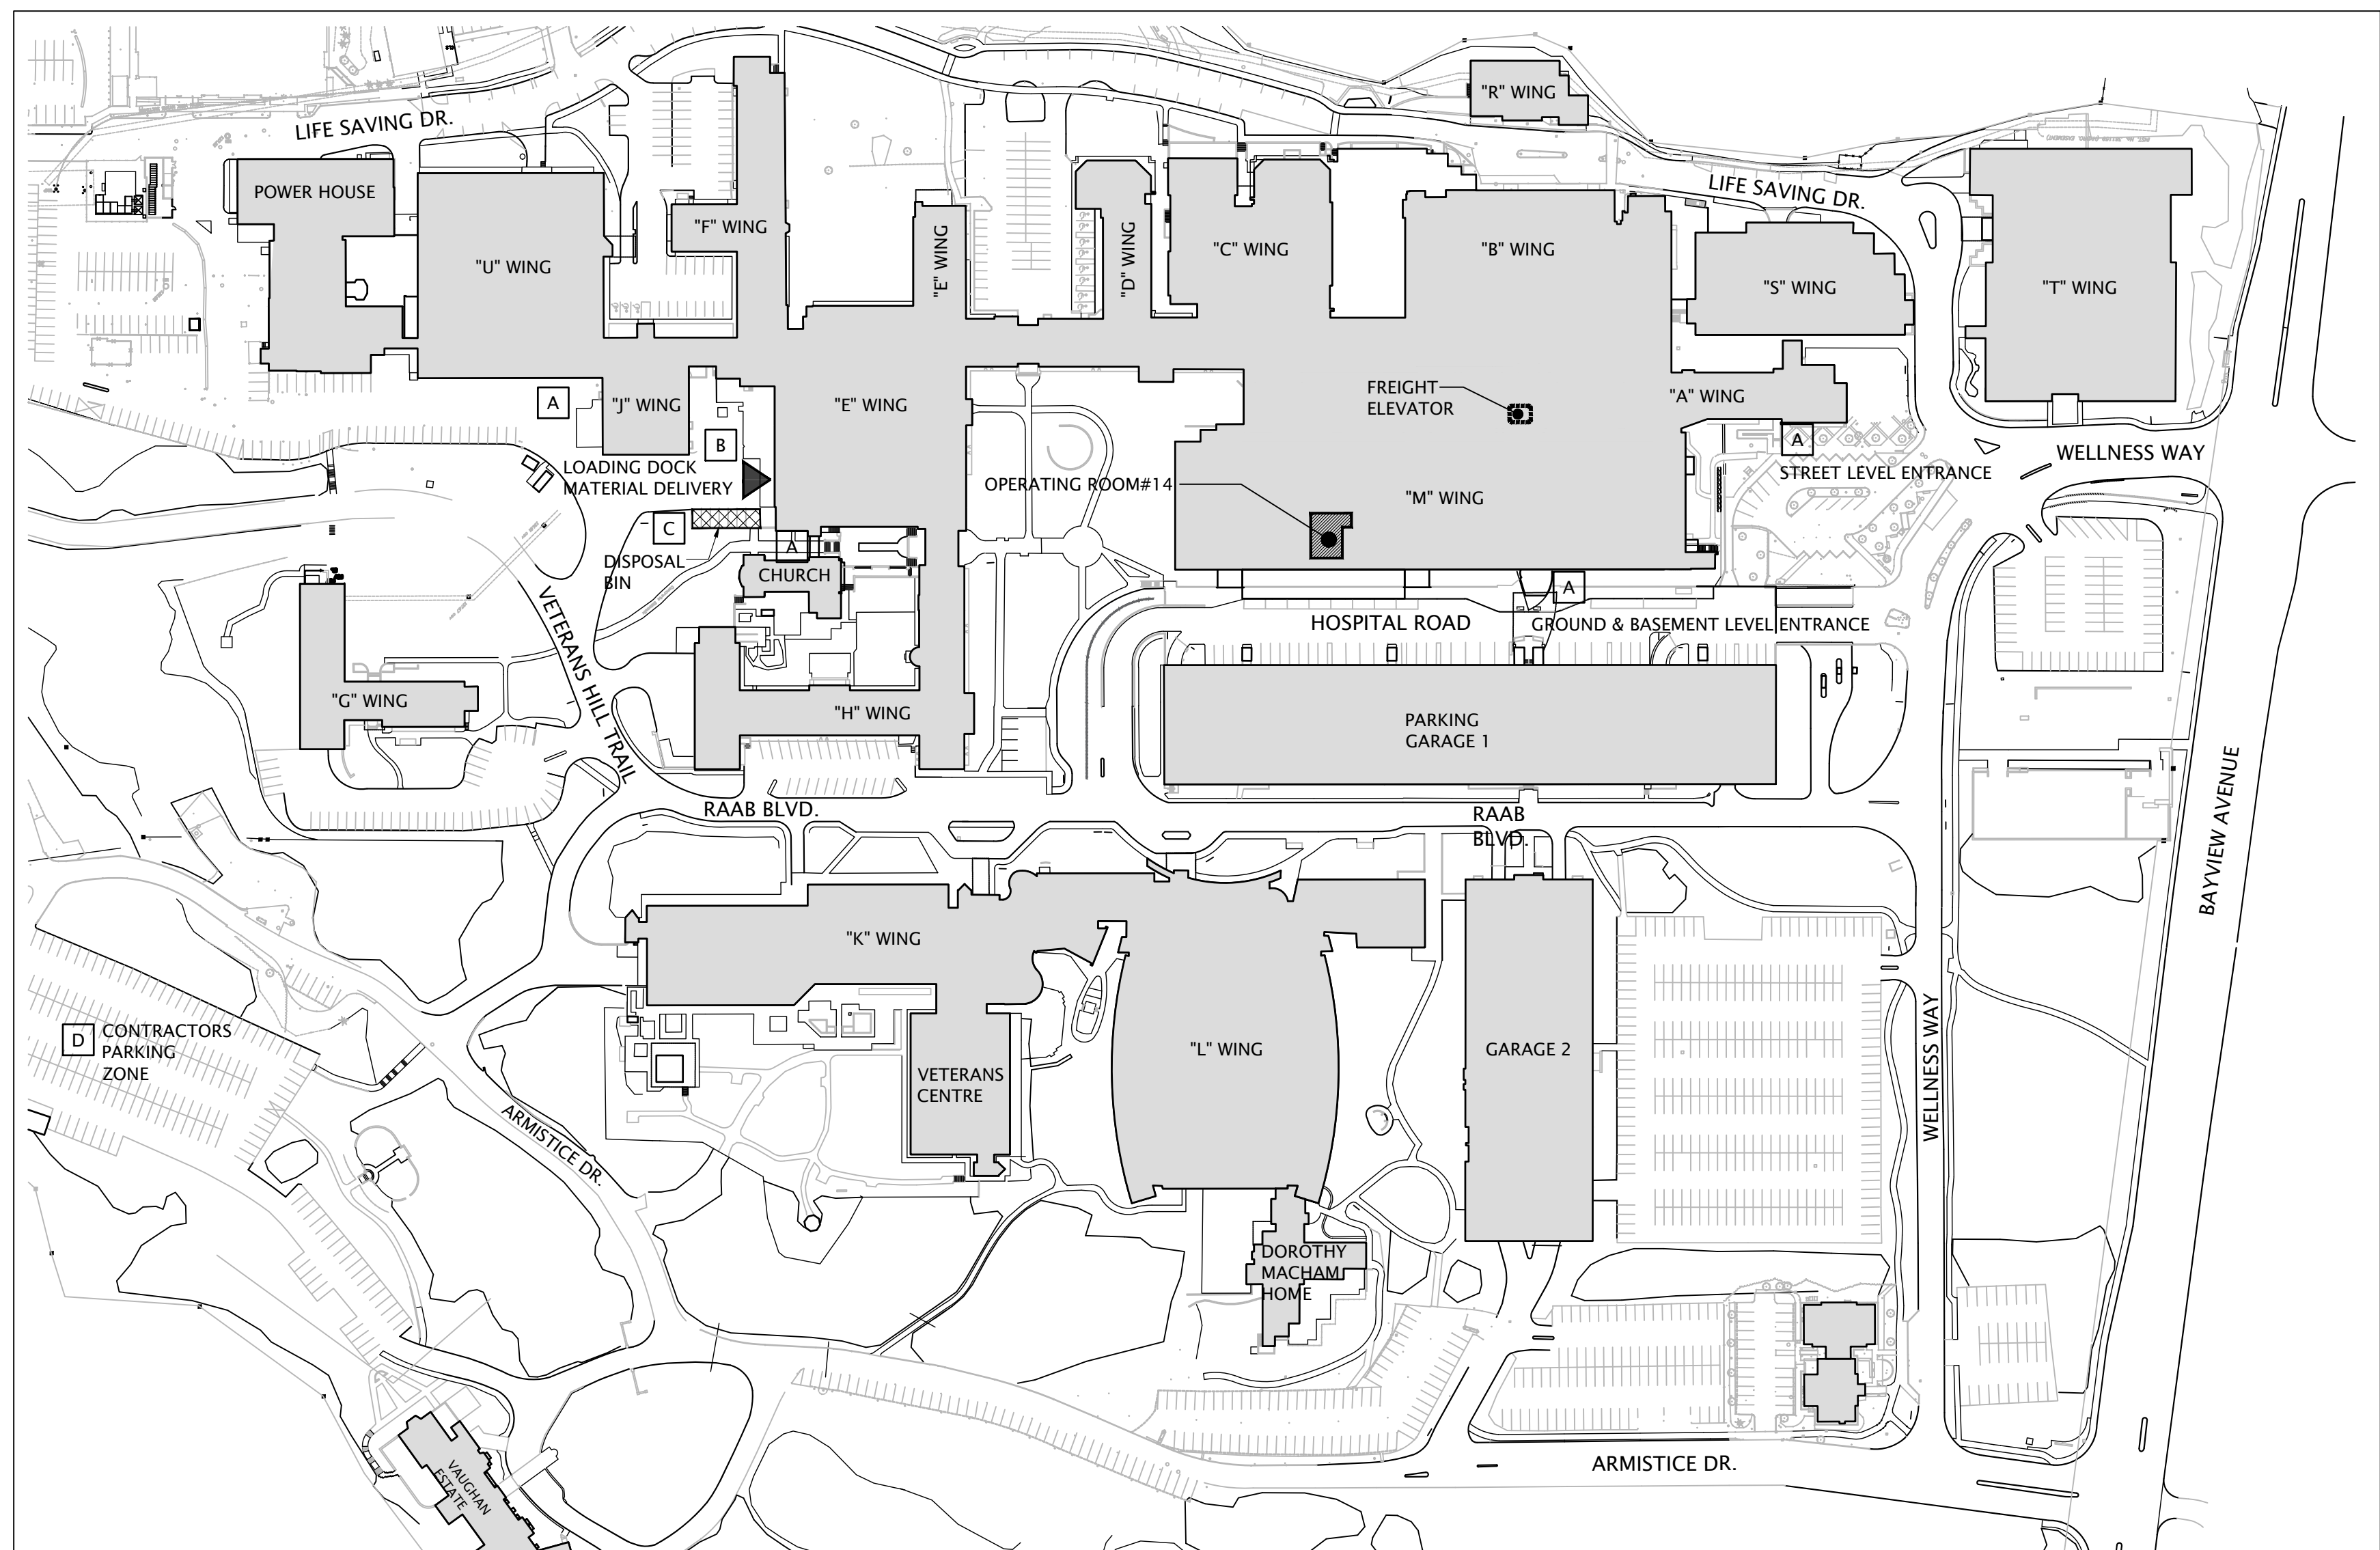 "R" WING
LIFE SAVING DR.
POWER HOUSE
LIFE SAVING DR.
"F" WING
"U" WING
"E" WING
"D" WING
"C" WING
"B" WING
"S" WING
"T" WING
A
"J" WING
"E" WING
FREIGHT
ELEVATOR
"A" WING
B
A
WELLNESS WAY
LOADING DOCK
MATERIAL DELIVERY
STREET LEVEL ENTRANCE
OPERATING ROOM#14
"M" WING
C
A
DISPOSAL
BIN
CHURCH
A
VETERANS HILL TRAIL
HOSPITAL ROAD
GROUND & BASEMENT LEVEL ENTRANCE
"G" WING
"H" WING
PARKING
GARAGE 1
RAAB BLVD.
RAAB
BLVD.
BAYVIEW AVENUE
"K" WING
D
CONTRACTORS
PARKING
ZONE
"L" WING
GARAGE 2
WELLNESS WAY
VETERANS
CENTRE
ARMISTICE DR.
DOROTHY
MACHAM
HOME
ARMISTICE DR.
VAUGHAN
ESTATE